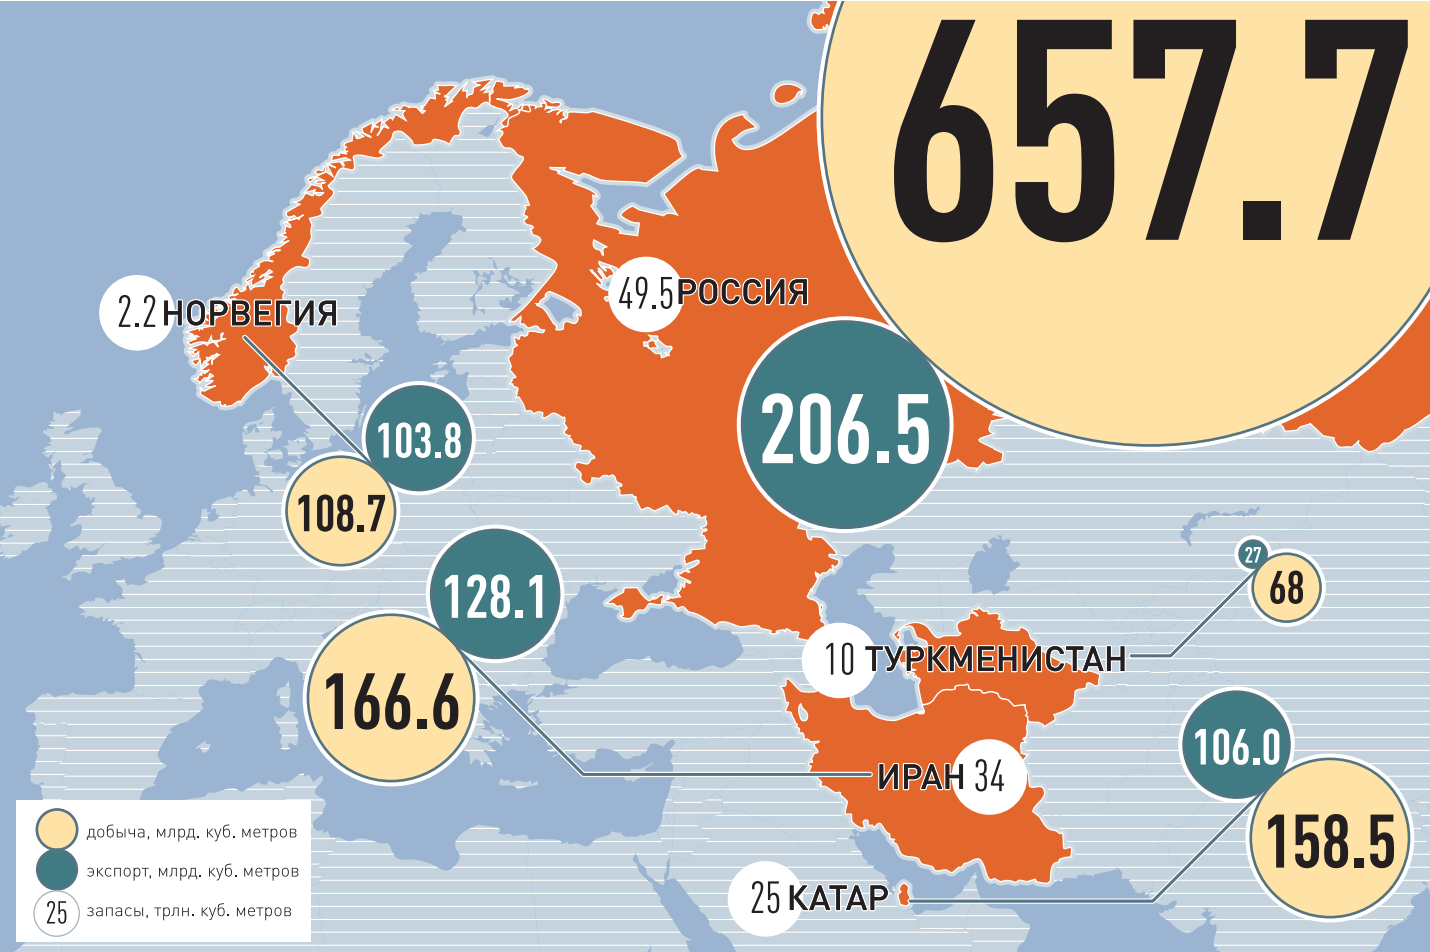 657.7
2.2 НОРВЕГИЯ
49.5 РОССИЯ
206.5
103.8
108.7
128.1
166.6
27
68
10 ТУРКМЕНИСТАН
106.0
158.5
ИРАН 34
25 КАТАР
добыча, млрд. куб. метров
экспорт, млрд. куб. метров
25 запасы, трлн. куб. метров